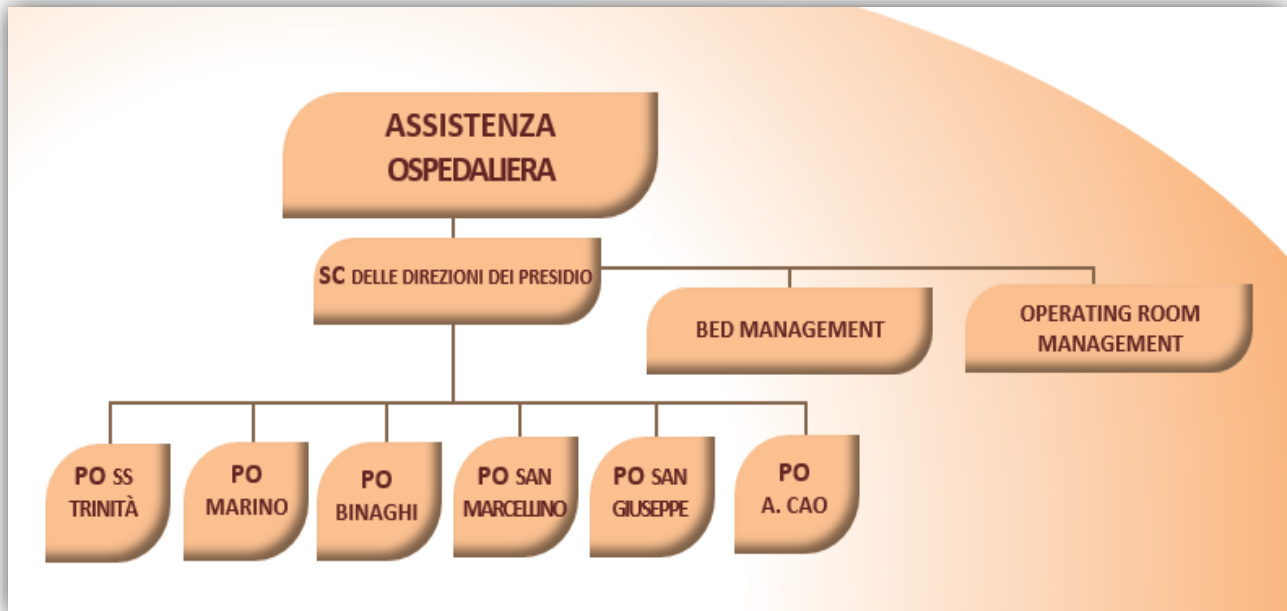 ASSISTENZA
OSPEDALIERA
SC DELLE DIREZIONI DEI PRESIDIO
BED MANAGEMENT
OPERATING ROOM
MANAGEMENT
PO SS
TRINITÀ
PO
MARINO
PO
BINAGHI
PO SAN
MARCELLINO
PO SAN
GIUSEPPE
PO
A. CAO